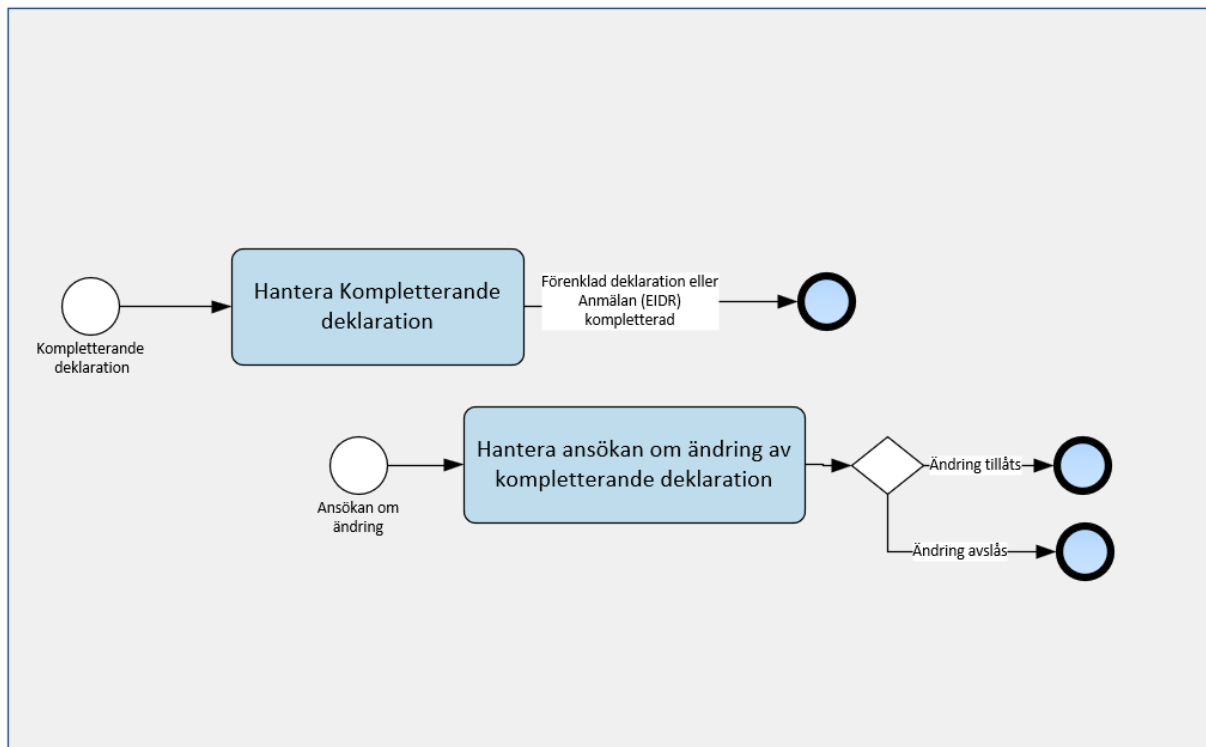 Hantera Kompletterande
deklaration
Förenklad deklaration eller
Anmälan (EIDR)
kompletterad
Kompletterande
deklaration
Hantera ansökan om ändring av
kompletterande deklaration
Ändring tillåts
Ansökan om
ändring
Ändring avslås